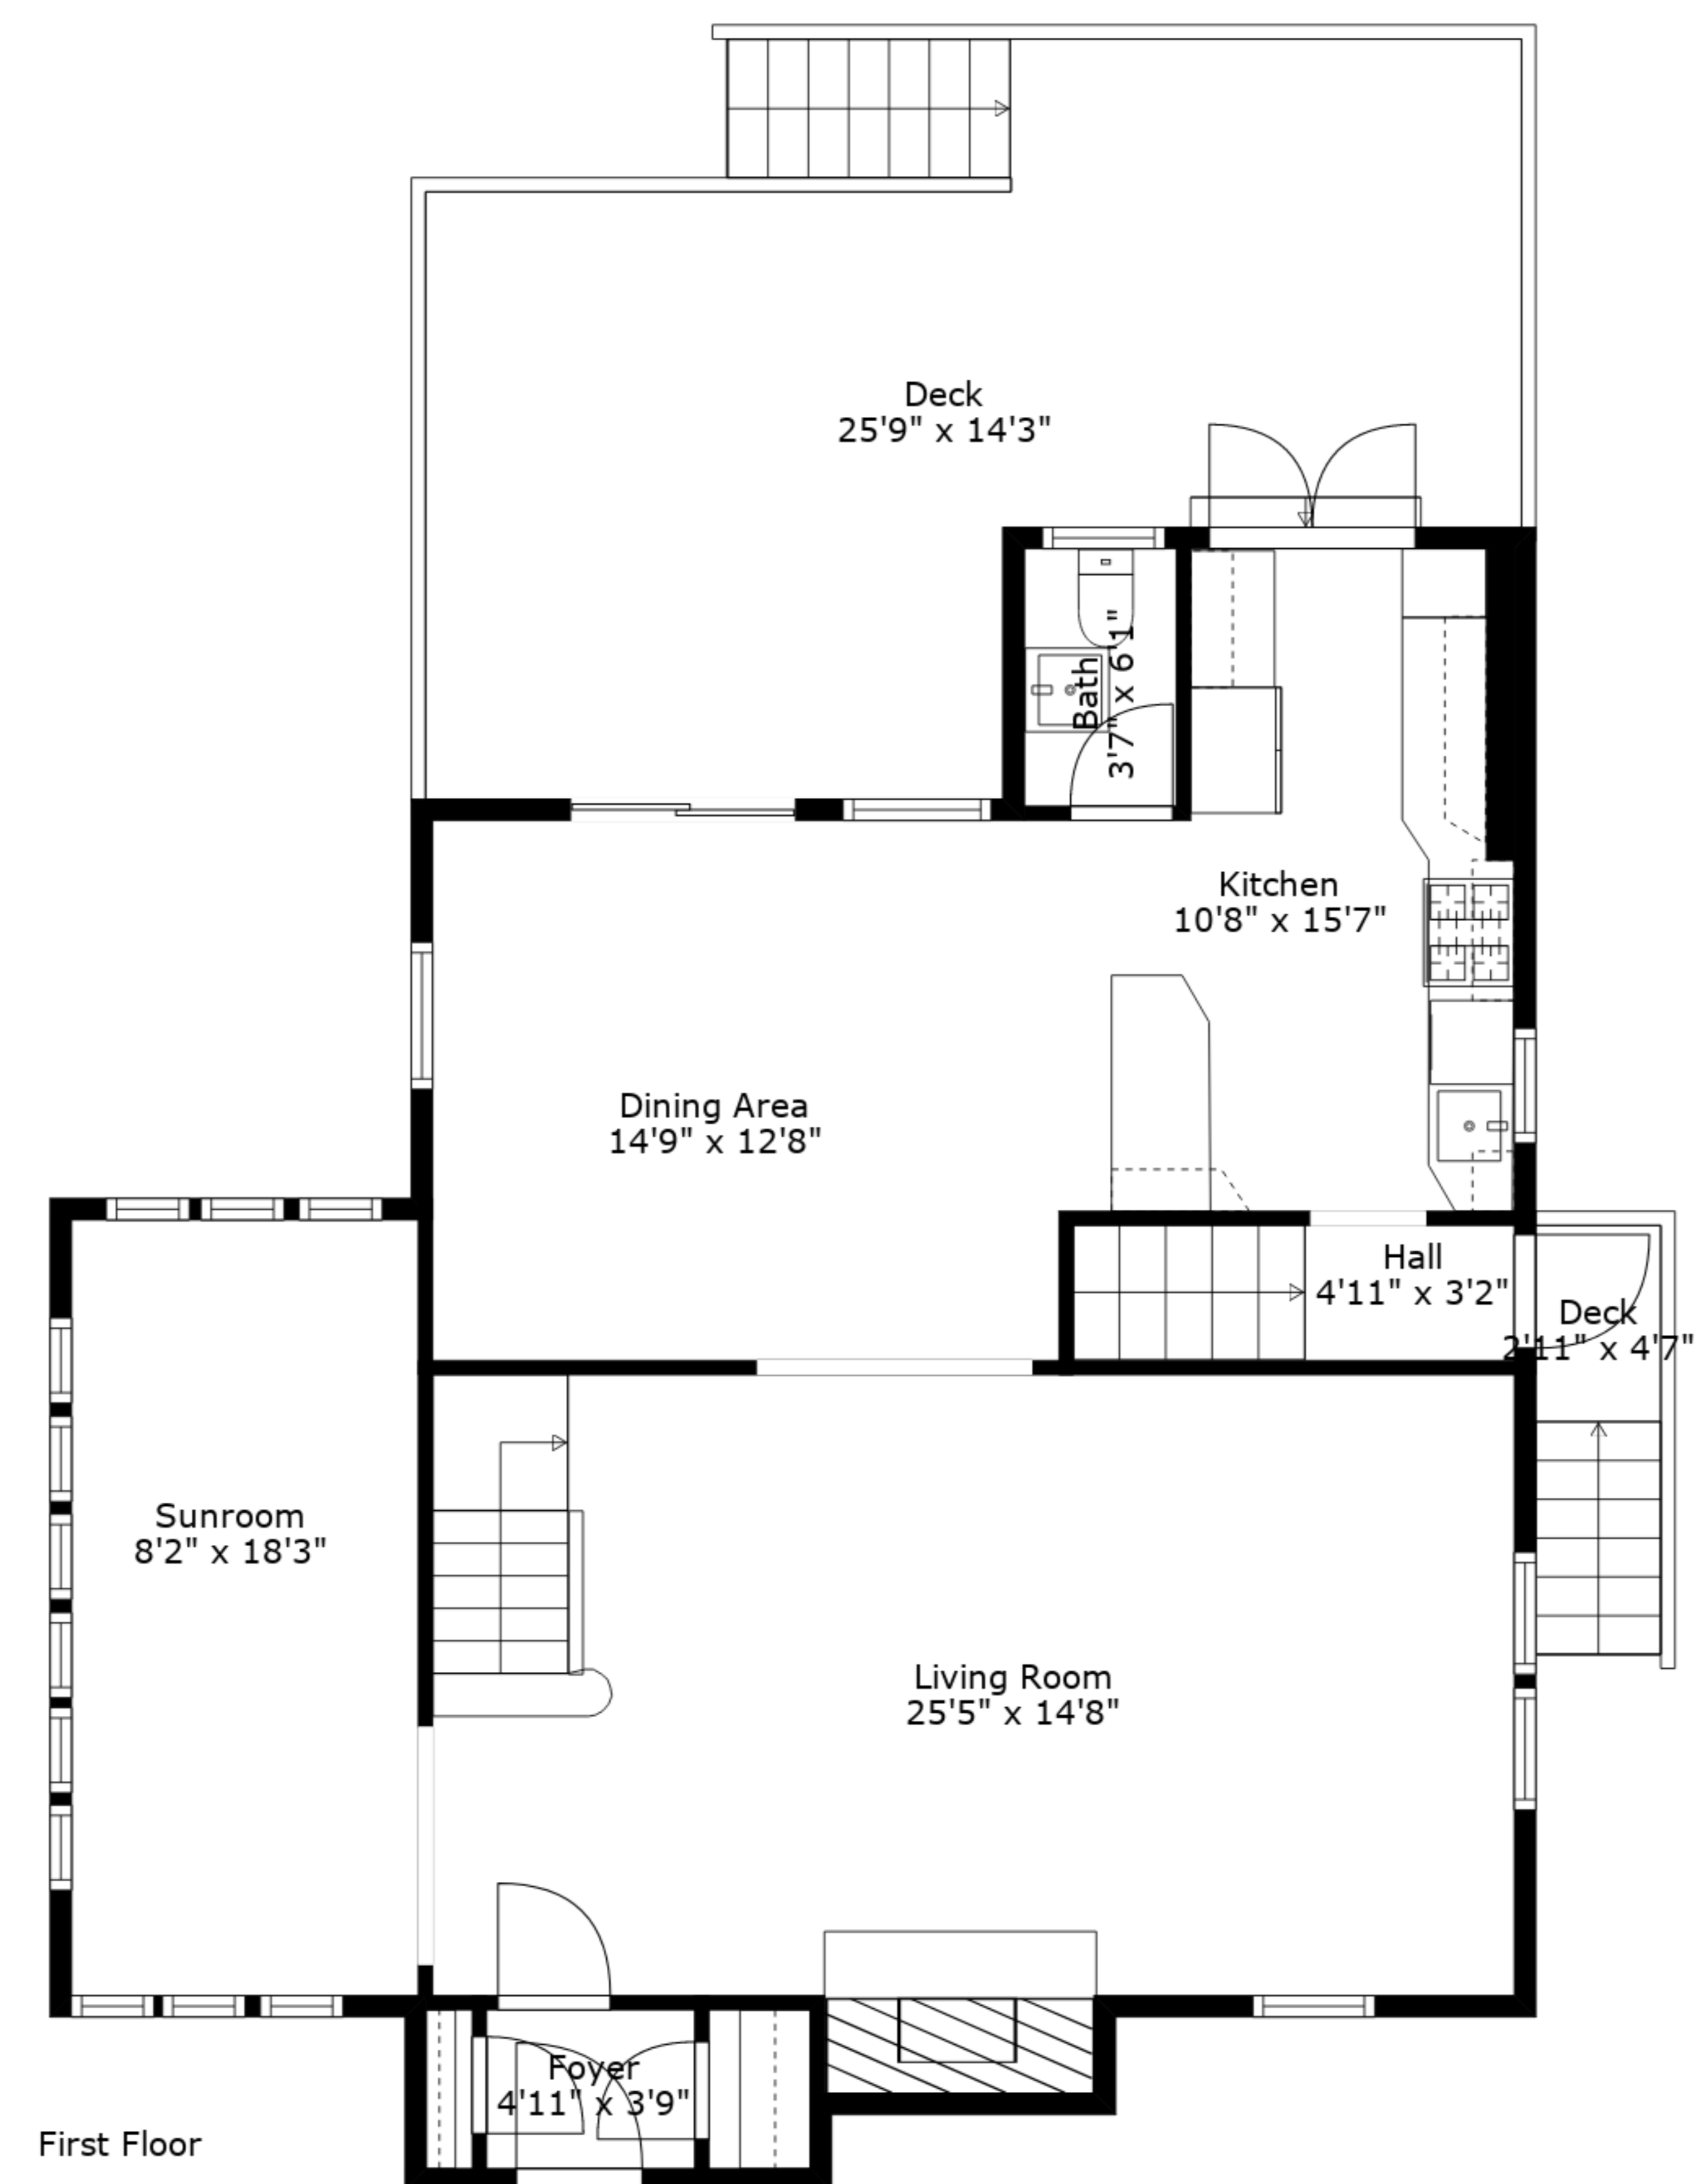 Deck
25'9" x 14'3"
Bath
3'7" x 6'1"
Kitchen
10'8" x 15'7"
Dining Area
14'9" x 12'8"
Hall
4'11" x 3'2"
Deck
2'11" x 4'7"
Sunroom
8'2" x 18'3"
Living Room
25'5" x 14'8"
Foyer
4'11" x 3'9"
First Floor